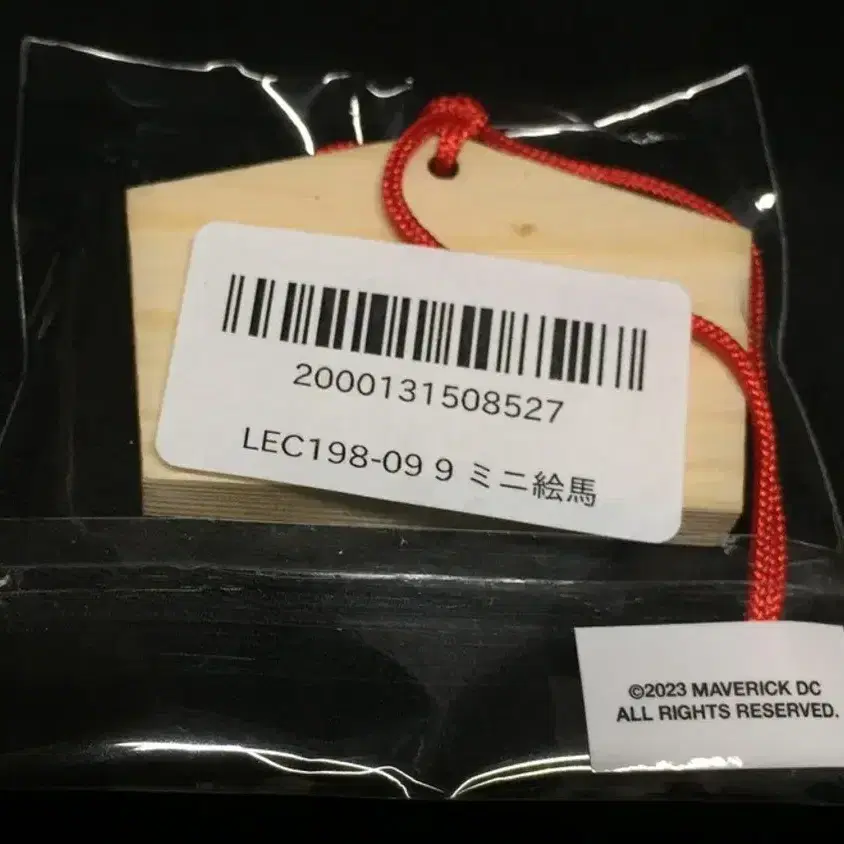 2000131508527
LEC198-09 9 ミニ絵馬
©2023 MAVERICK DC
ALL RIGHTS RESERVED.